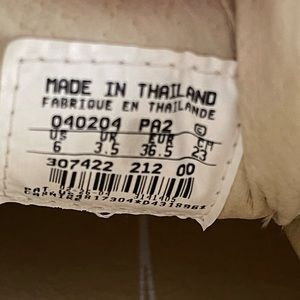 MADE IN THAILAND
FABRIQUE EN THAILANDE
040204 PA2
US UK EUR CM
6 3.5 36.5 23
307422 212 00